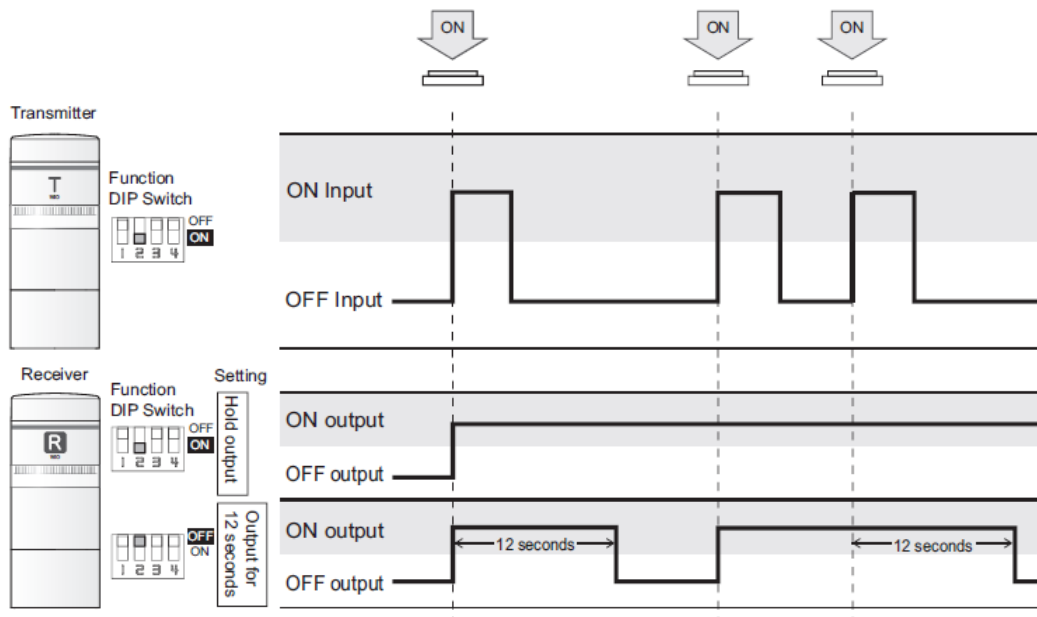 ON
ON
ON
Transmitter
T
Function
DIP Switch
OFF
ON
1 2 3 4
ON Input
OFF Input
Receiver
R
Function
DIP Switch
OFF
ON
1 2 3 4
Setting
Hold output
ON output
OFF output
OFF
ON
1 2 3 4
Output for
12 seconds
ON output
12 seconds
12 seconds
OFF output